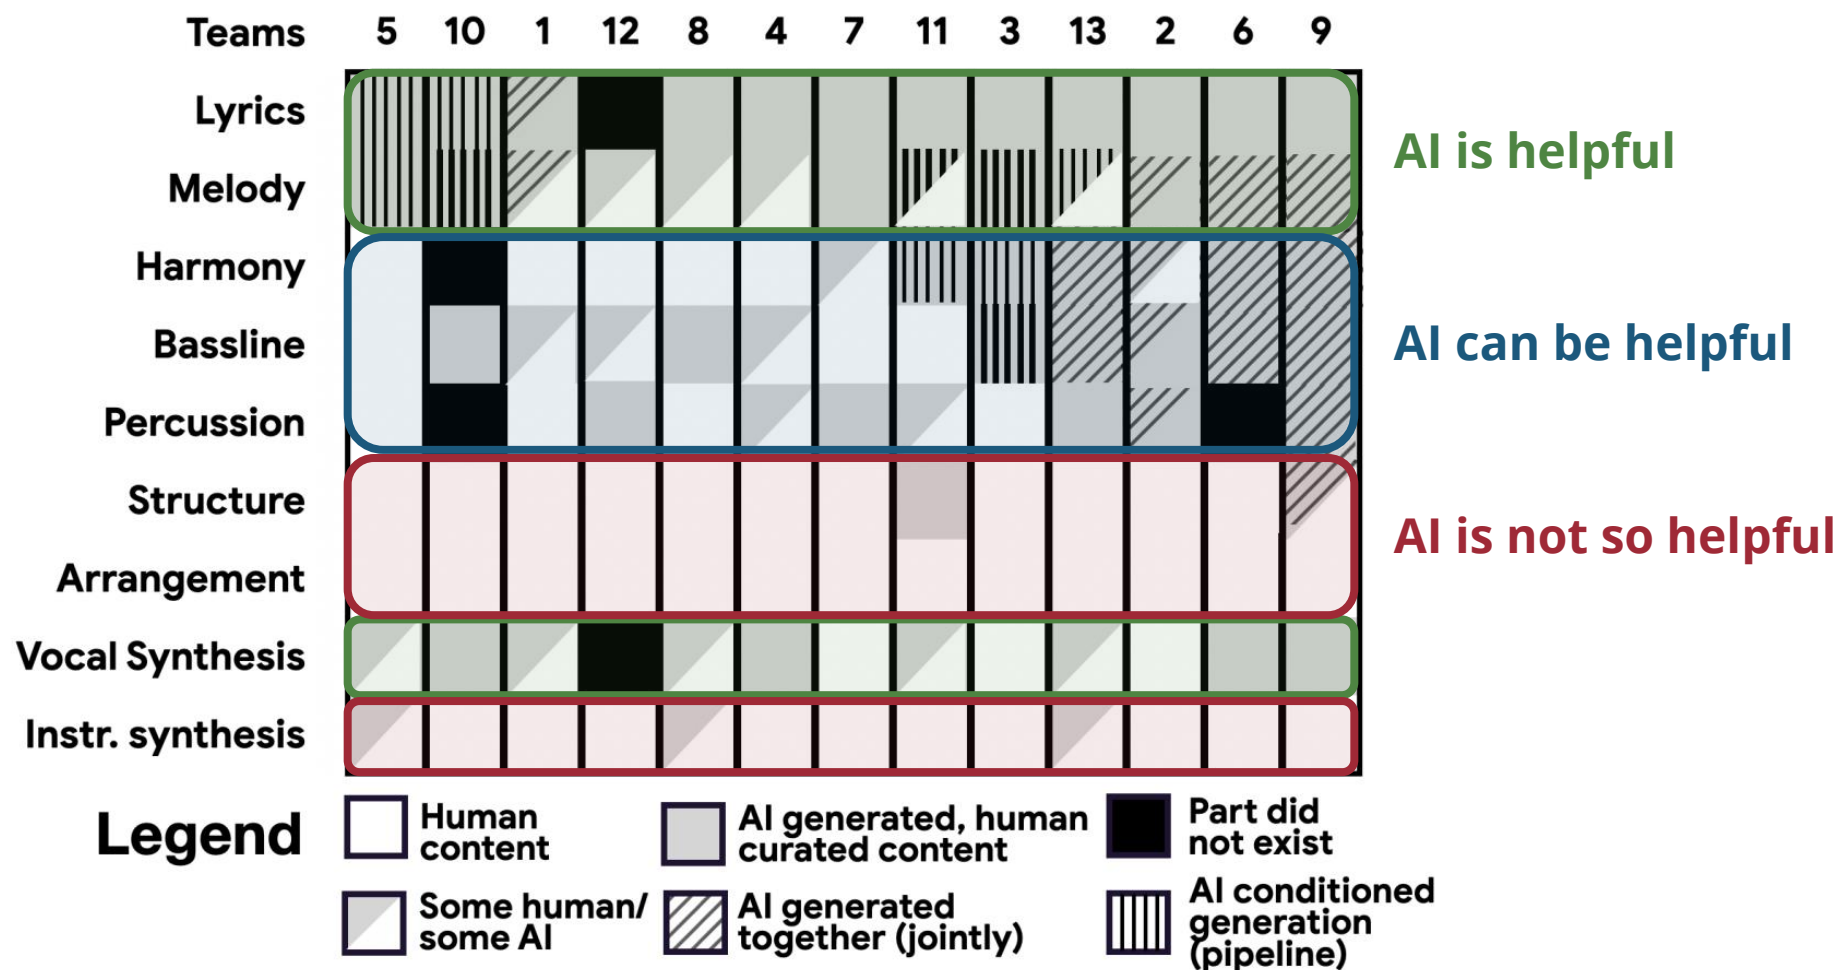 Teams 5 10 1 12 8 4 7 11 3 13 2 6 9
Lyrics
Melody
AI is helpful
Harmony
Bassline
Percussion
AI can be helpful
Structure
Arrangement
AI is not so helpful
Vocal Synthesis
Instr. synthesis
Legend
Human
content
AI generated, human
curated content
Part did
not exist
Some human/
some AI
AI generated
together (jointly)
AI conditioned
generation
(pipeline)